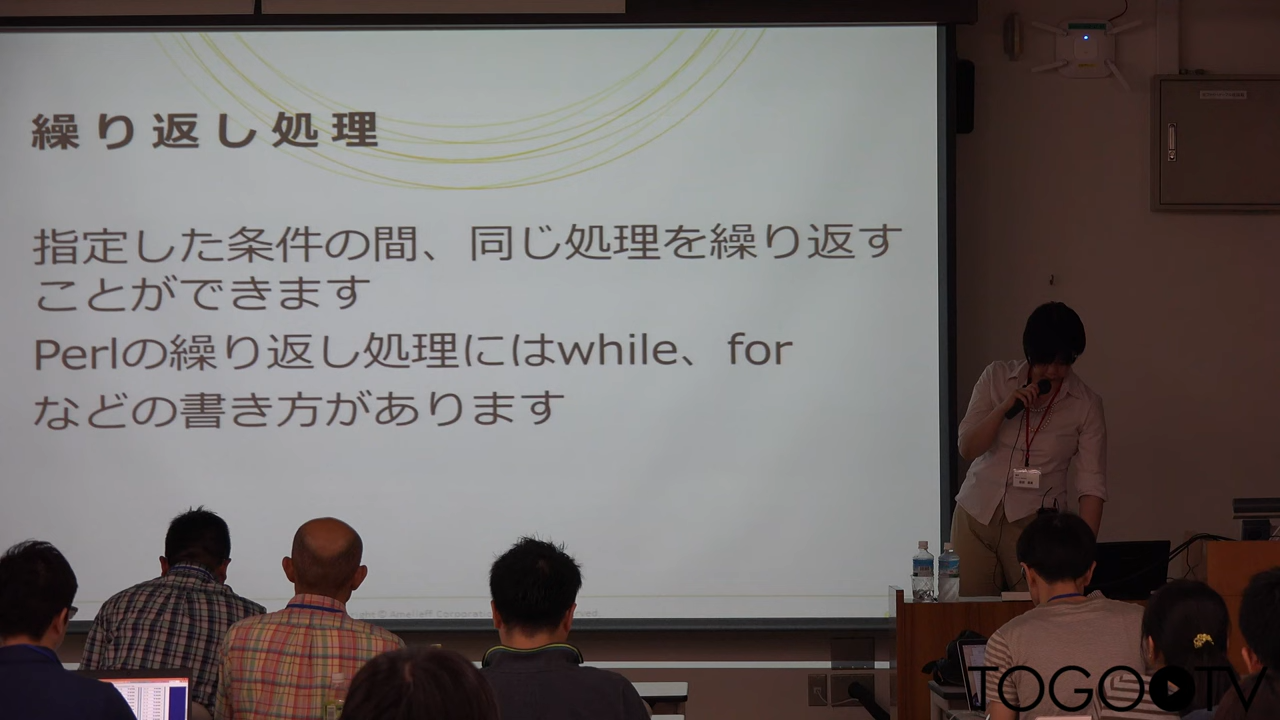 繰り返し処理
指定した条件の間、同じ処理を繰り返す
ことができます
Perlの繰り返し処理にはwhile、for
などの書き方があります
© Amelieff Corporation
TOGOTV